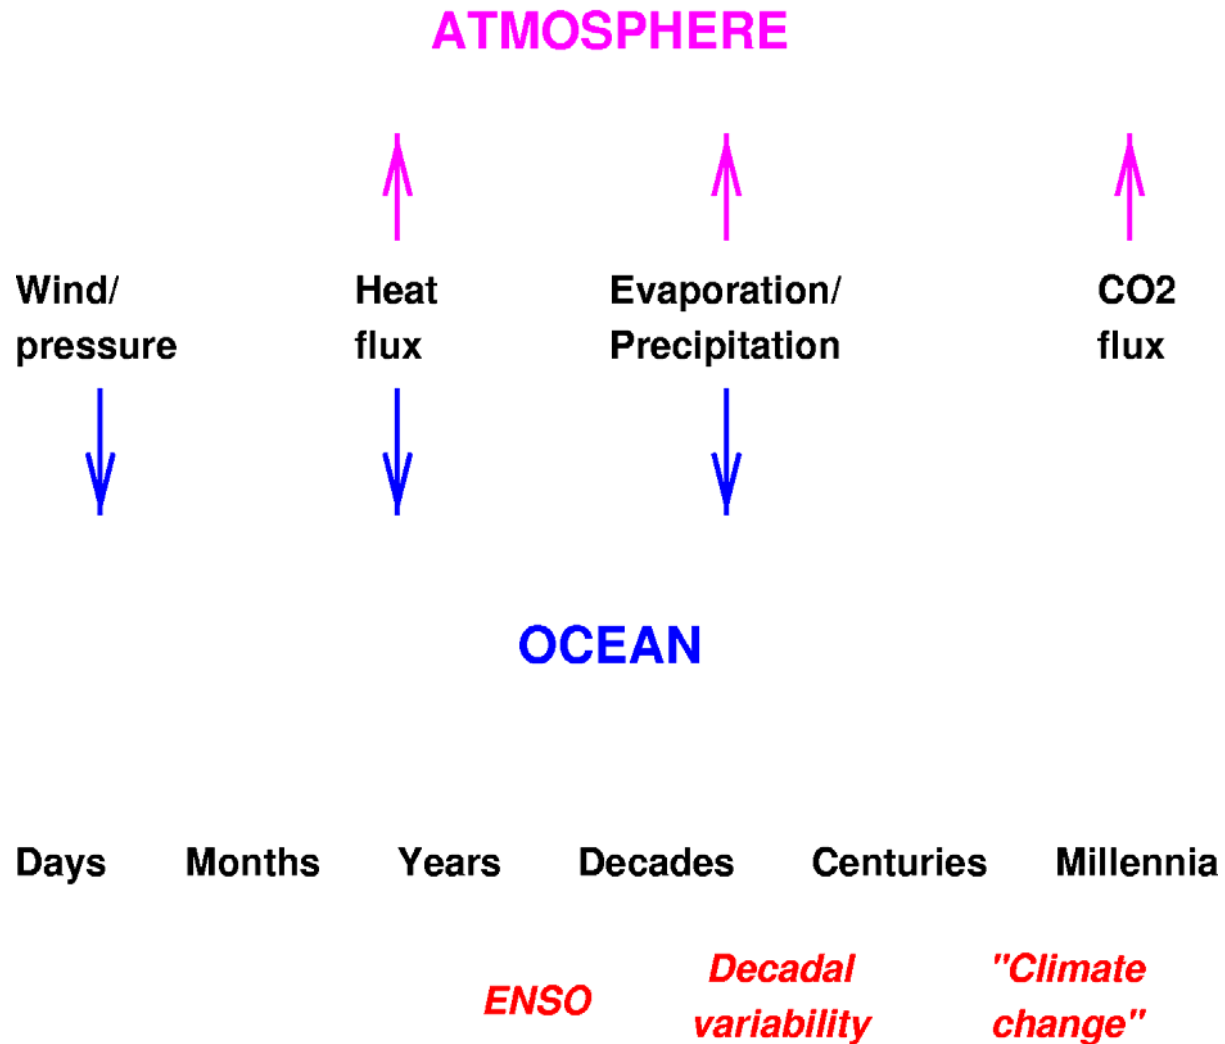 ATMOSPHERE
Wind/ Heat Evaporation/ CO2
pressure flux Precipitation flux
OCEAN
Days Months Years Decades Centuries Millennia
Decadal "Climate
ENSO
variability change"